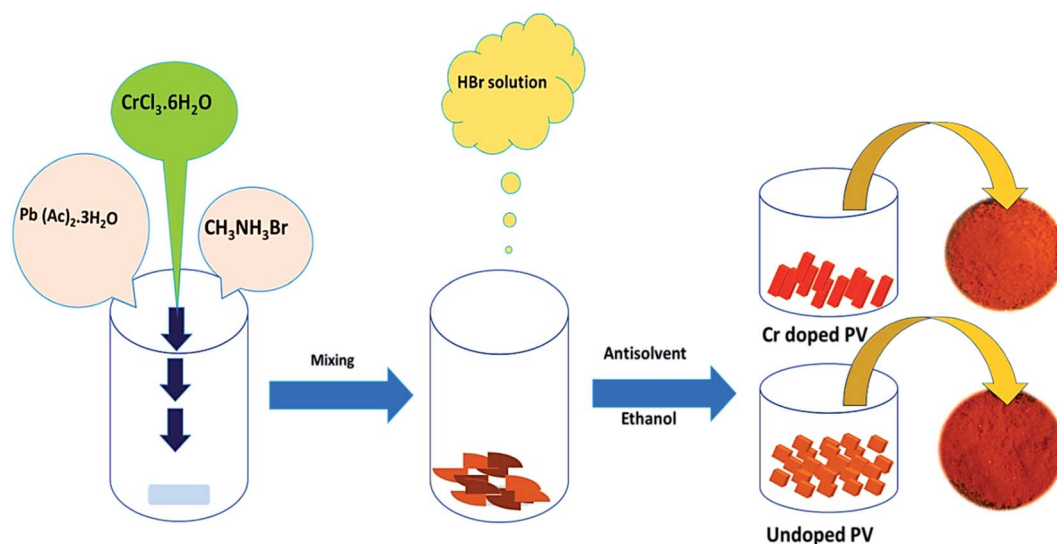 CrCl₃.6H₂O
Pb (Ac)₂.3H₂O
CH₃NH₃Br
Mixing
HBr solution
Antisolvent
Ethanol
Cr doped PV
Undoped PV